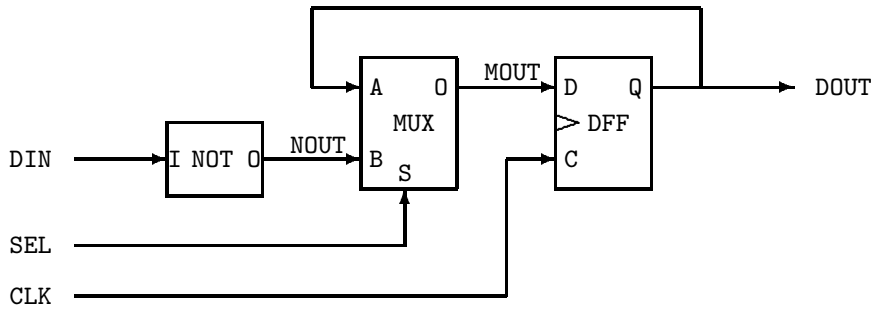 MOUT
A O D Q DOUT
MUX DFF
NOUT
DIN I NOT O B C
S
SEL
CLK